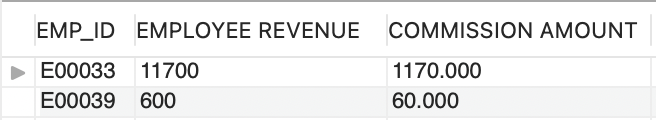 EMP_ID EMPLOYEE REVENUE COMMISSION AMOUNT
E00033 11700 1170.000
E00039 600 60.000